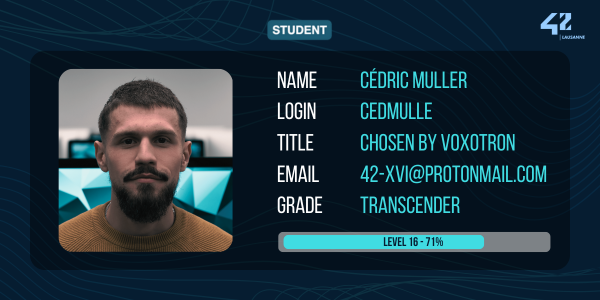 STUDENT
42
LAUSANNE
NAME CÉDRIC MULLER
LOGIN CEDMULLE
TITLE CHOSEN BY VOXOTRON
EMAIL 42-XVI@PROTONMAIL.COM
GRADE TRANSCENDER
LEVEL 16 - 71%